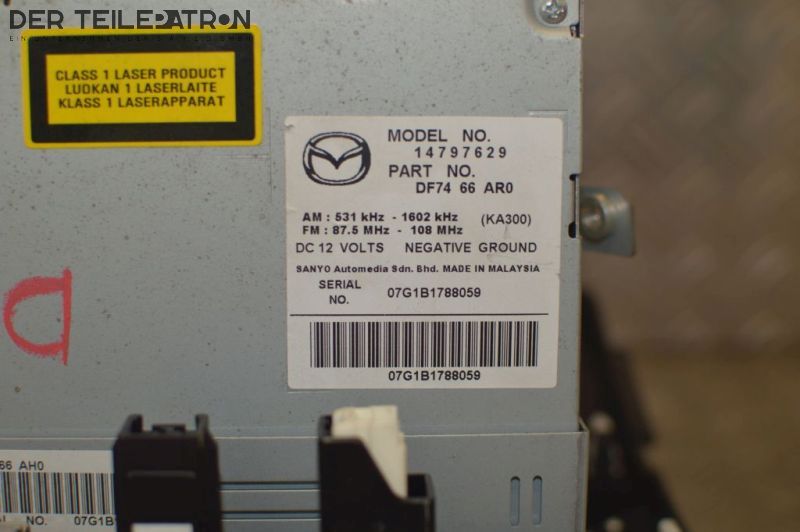 DER TEILEPATRON
CLASS 1 LASER PRODUCT
LUOKAN 1 LASERLAITE
KLASS 1 LASERAPPARAT
MODEL NO.
14797629
PART NO.
DF74 66 AR0
AM : 531 kHz - 1602 kHz (KA300)
FM : 87.5 MHz - 108 MHz
DC 12 VOLTS NEGATIVE GROUND
SANYO Automedia Sdn. Bhd. MADE IN MALAYSIA
SERIAL NO. 07G1B1788059
07G1B1788059
D
66 AH0
NO. 07G1B